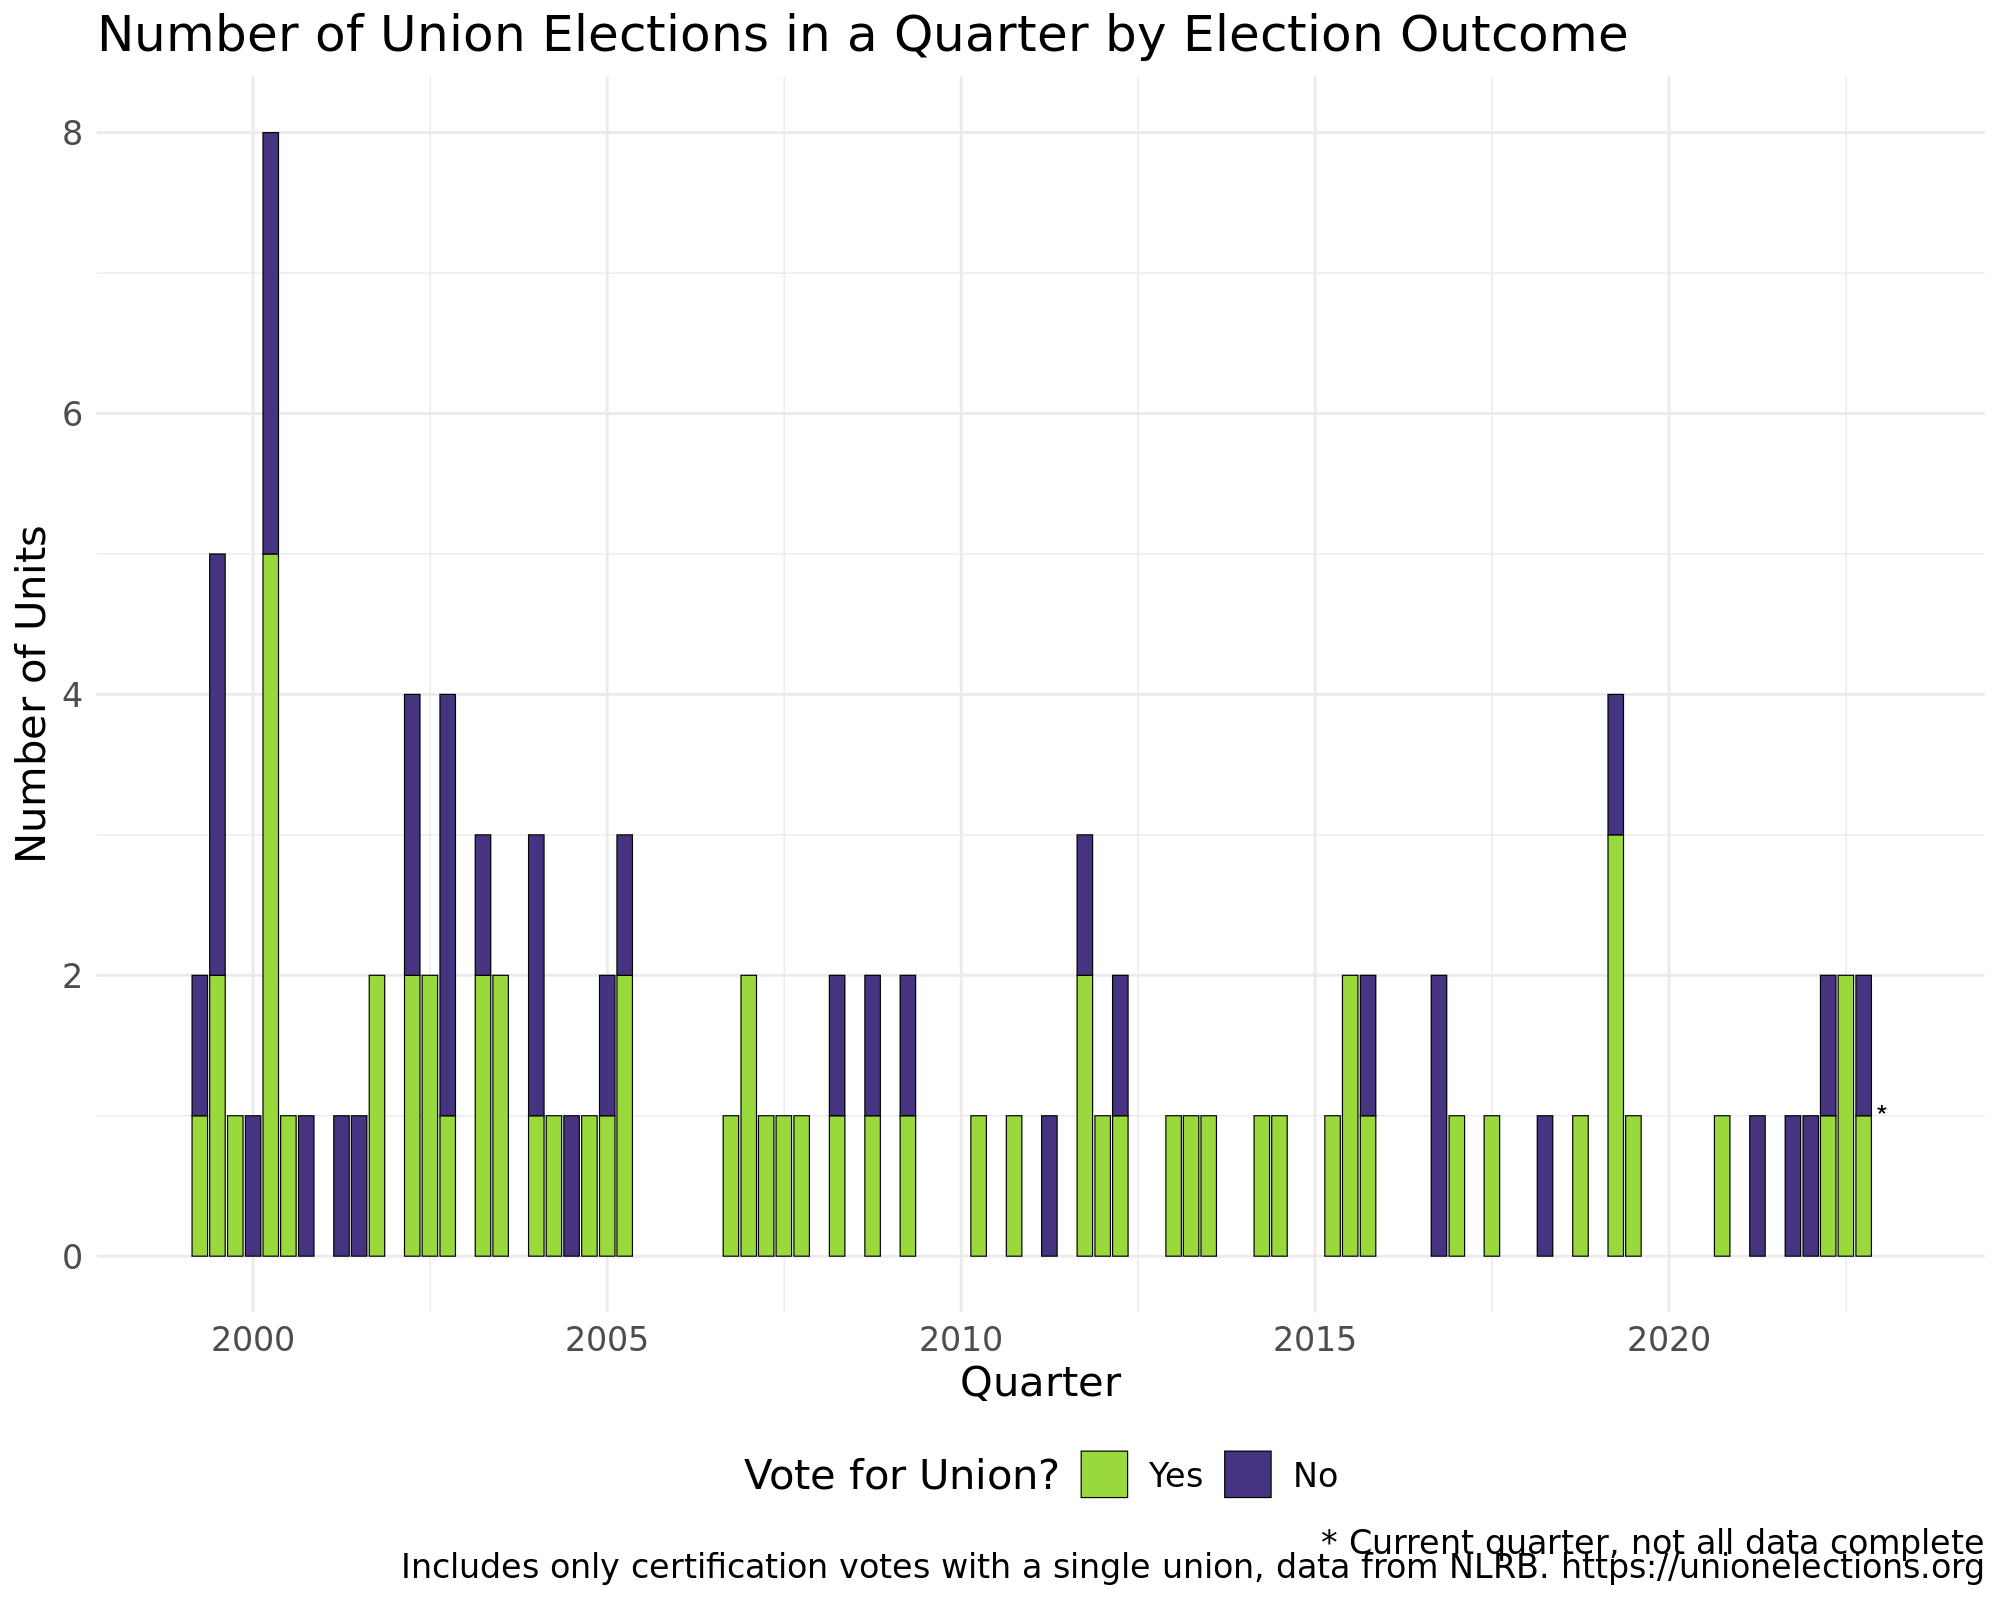 Number of Union Elections in a Quarter by Election Outcome
Number of Units
8
6
4
2
0
*
2000 2005 2010 2015 2020
Quarter
Vote for Union? Yes No
* Current quarter, not all data complete
Includes only certification votes with a single union, data from NLRB. https://unionelections.org